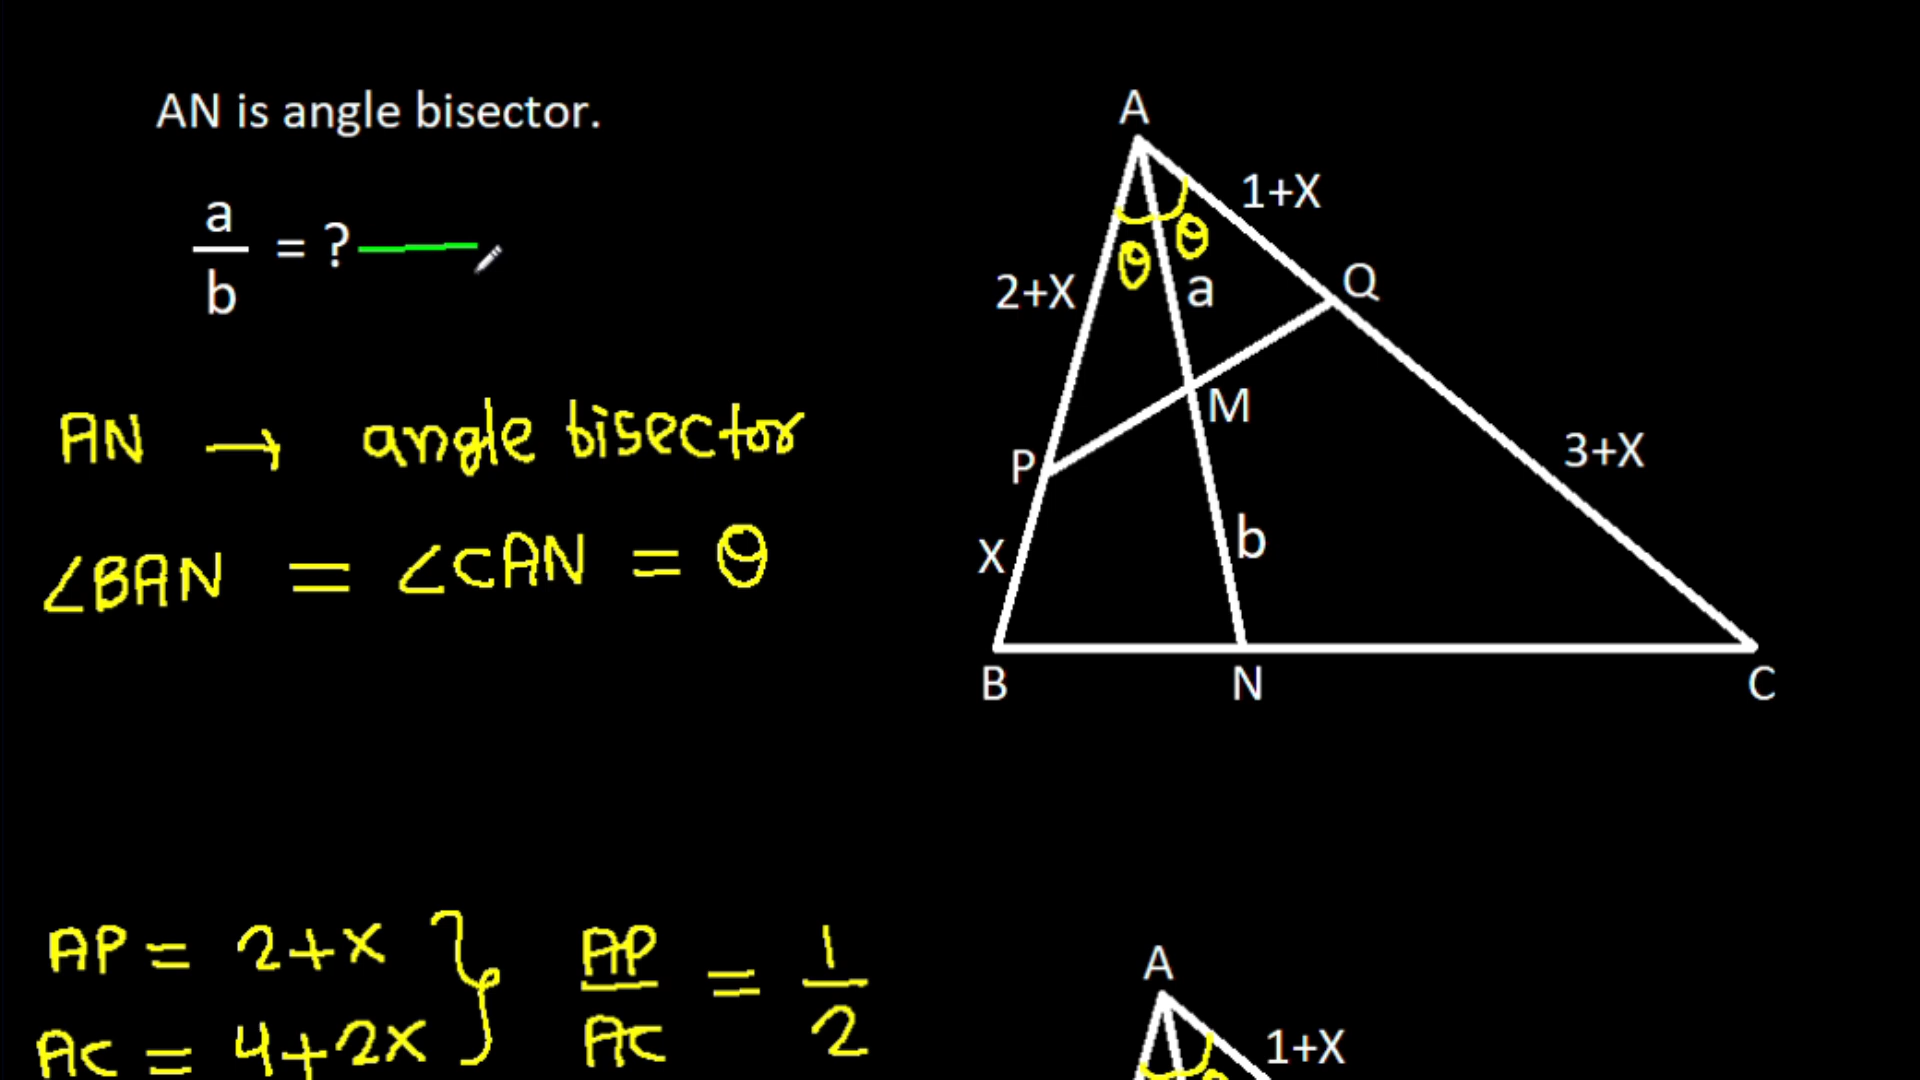 AN is angle bisector.
a
b
= ?
AN → angle bisector
∠BAN = ∠CAN = θ
A
1+X
θ
θ
2+X
a
Q
M
P
3+X
X
b
B
N
C
AP = 2+x
AC = 4+2x
AP
AC
= 1
2
A
1+X